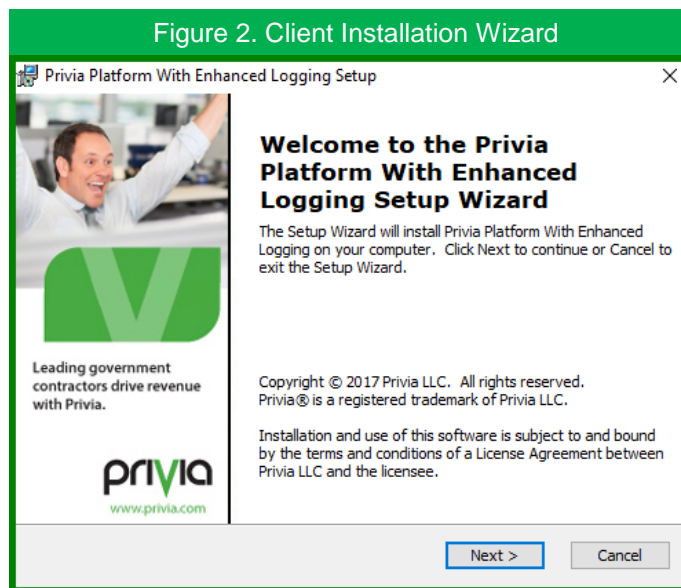 Figure 2. Client Installation Wizard
Privia Platform With Enhanced Logging Setup
Welcome to the Privia
Platform With Enhanced
Logging Setup Wizard
The Setup Wizard will install Privia Platform With Enhanced
Logging on your computer. Click Next to continue or Cancel to
exit the Setup Wizard.
Leading government
contractors drive revenue
with Privia.
Copyright © 2017 Privia LLC. All rights reserved.
Privia® is a registered trademark of Privia LLC.
Installation and use of this software is subject to and bound
by the terms and conditions of a License Agreement between
Privia LLC and the licensee.
privia
www.privia.com
Next >
Cancel